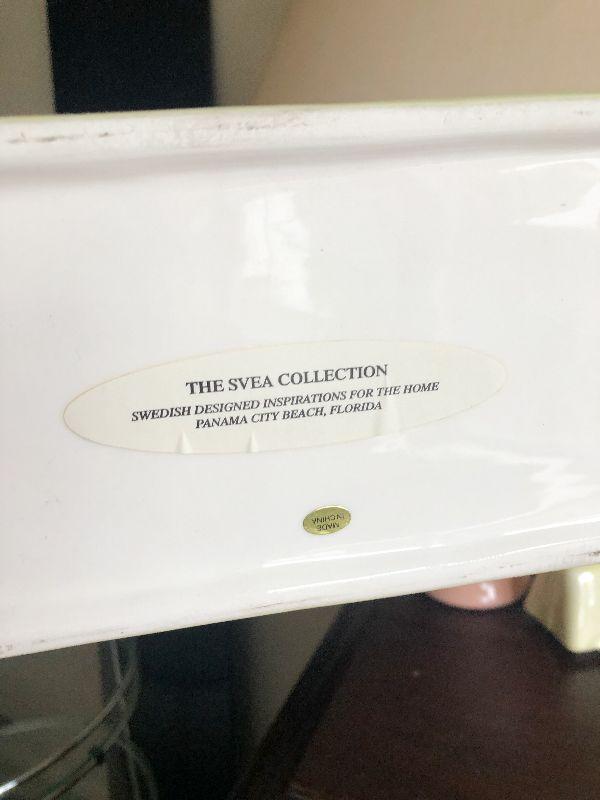 THE SVEA COLLECTION
SWEDISH DESIGNED INSPIRATIONS FOR THE HOME
PANAMA CITY BEACH, FLORIDA
MADE
IN CHINA